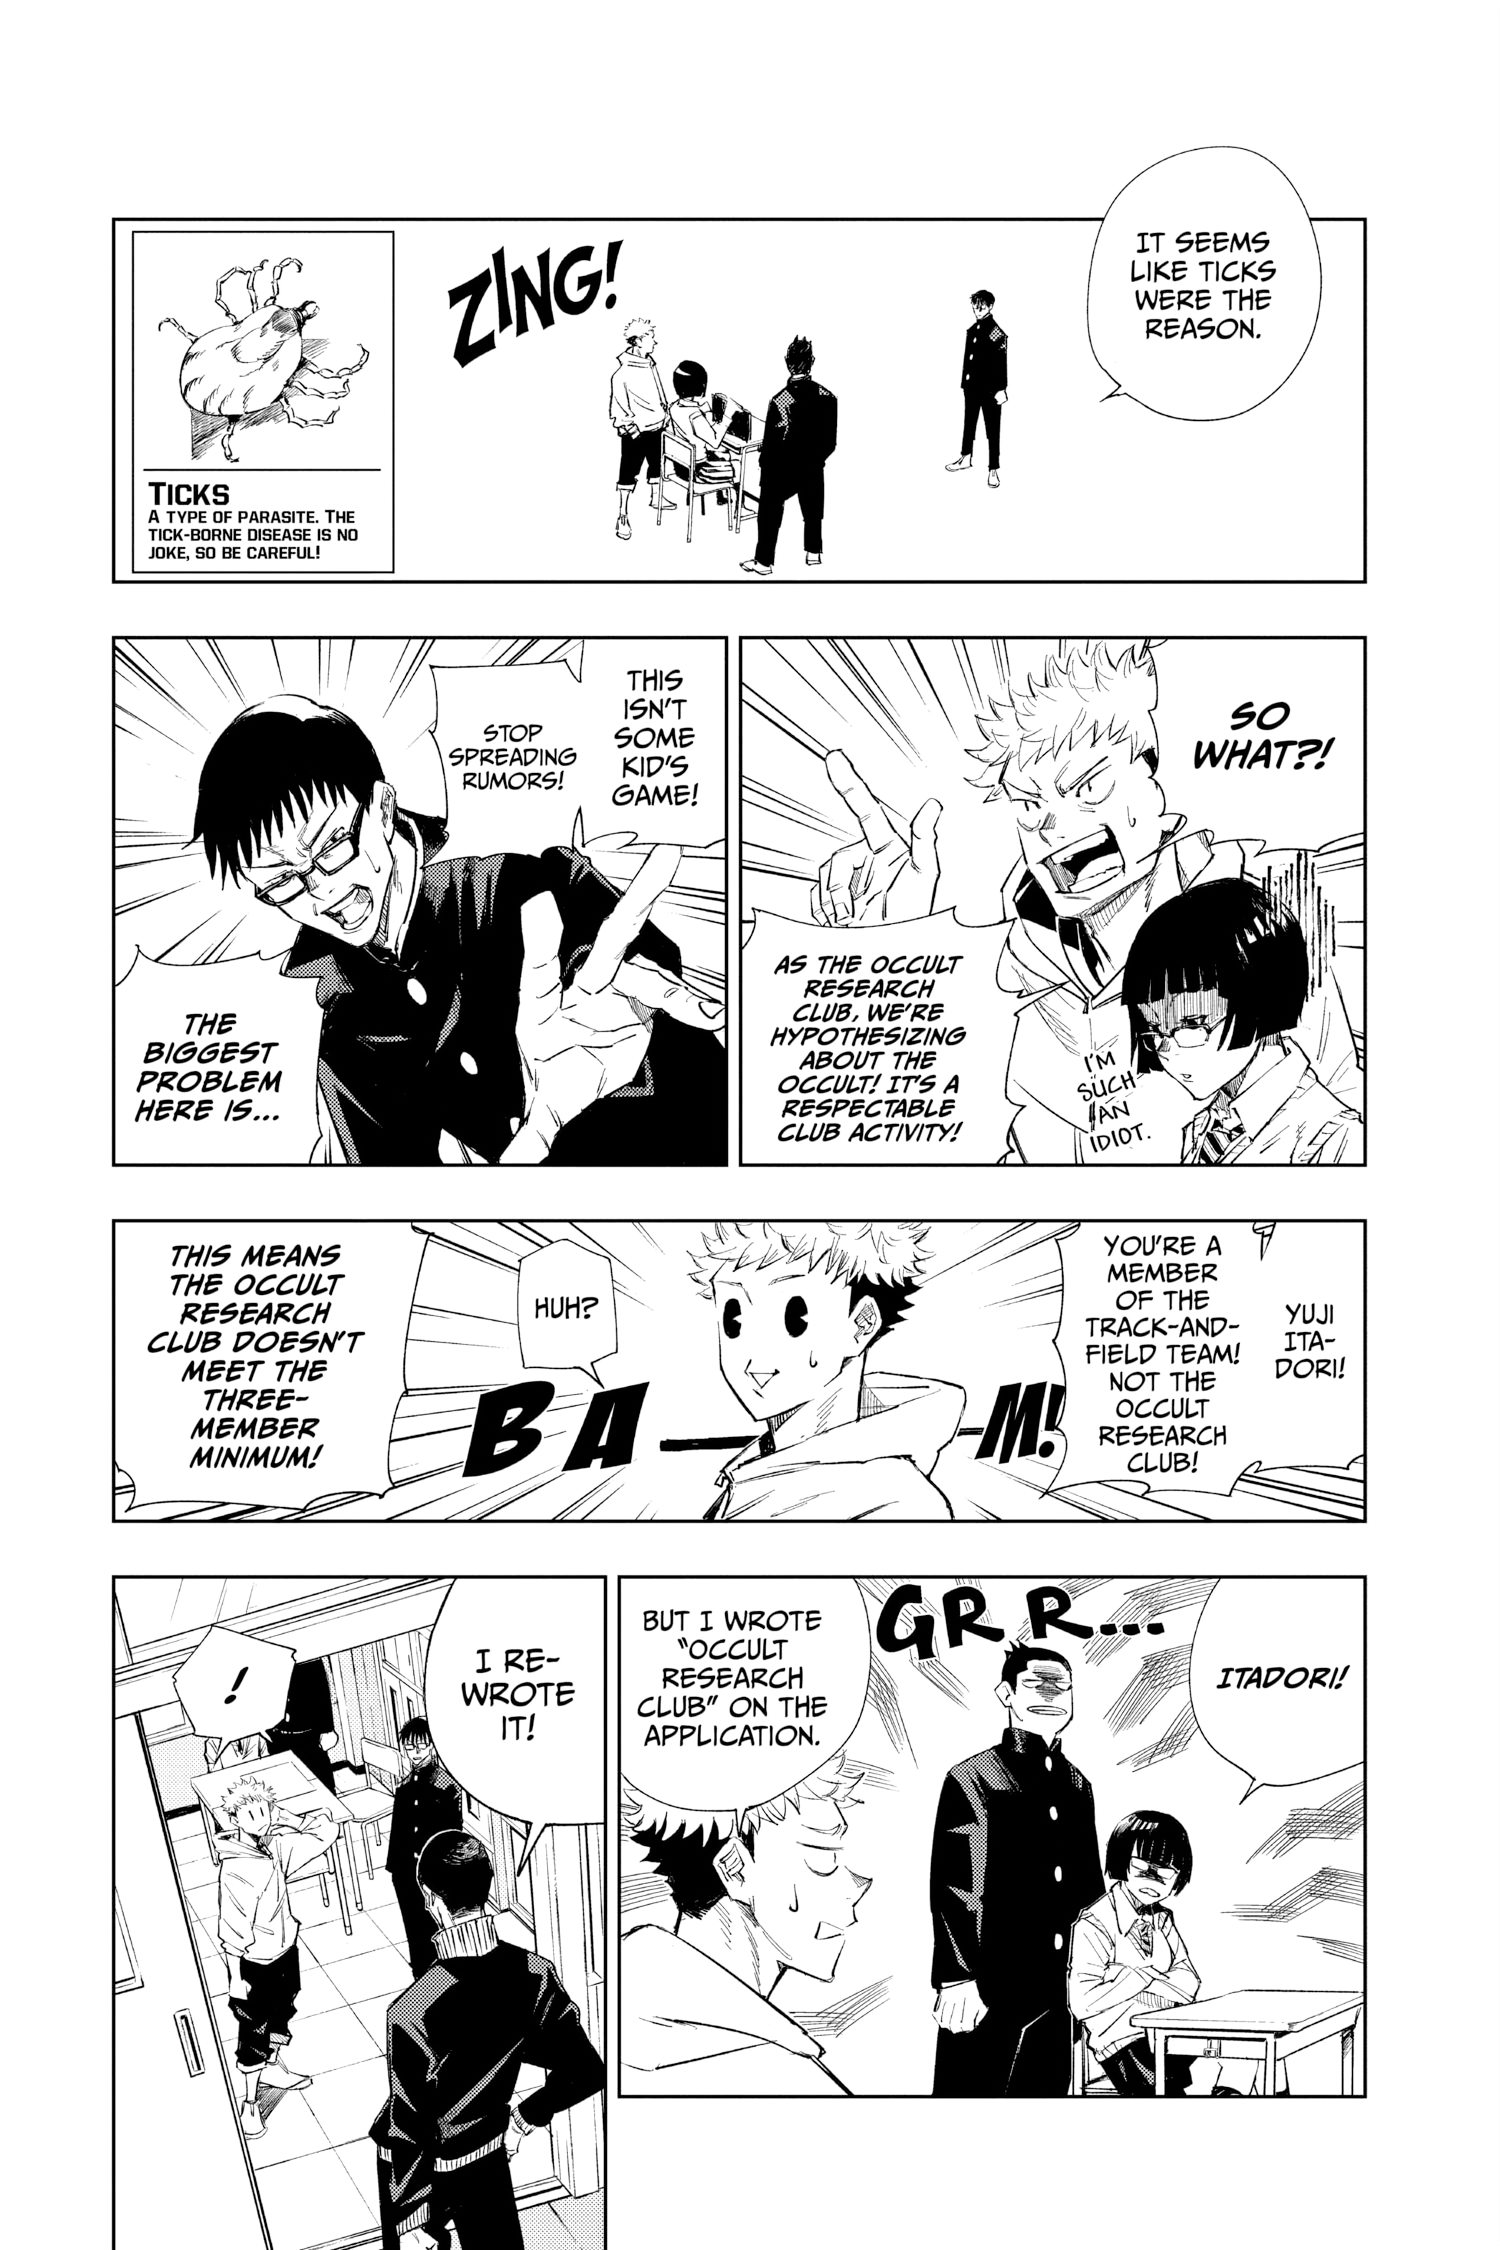 IT SEEMS
LIKE TICKS
WERE THE
REASON.
ZING!
TICKS
A TYPE OF PARASITE. THE
TICK-BORNE DISEASE IS NO
JOKE, SO BE CAREFUL!
SO
WHAT?!
AS THE OCCULT
RESEARCH
CLUB, WE'RE
HYPOTHESIZING
ABOUT THE
OCCULT! IT'S A
RESPECTABLE
CLUB ACTIVITY!
I'M
SUCH
AN
IDIOT.
THIS
ISN'T
SOME
KID'S
GAME!
STOP
SPREADING
RUMORS!
THE
BIGGEST
PROBLEM
HERE IS...
YUJI
ITA-
DORI!
YOU'RE A
MEMBER
OF THE
TRACK-AND-
FIELD TEAM!
NOT THE
OCCULT
RESEARCH
CLUB!
BA—M!
HUH?
THIS MEANS
THE OCCULT
RESEARCH
CLUB DOESN'T
MEET THE
THREE-
MEMBER
MINIMUM!
ITADORI!
GRR...
BUT I WROTE
"OCCULT
RESEARCH
CLUB" ON THE
APPLICATION.
I RE-
WROTE
IT!
!